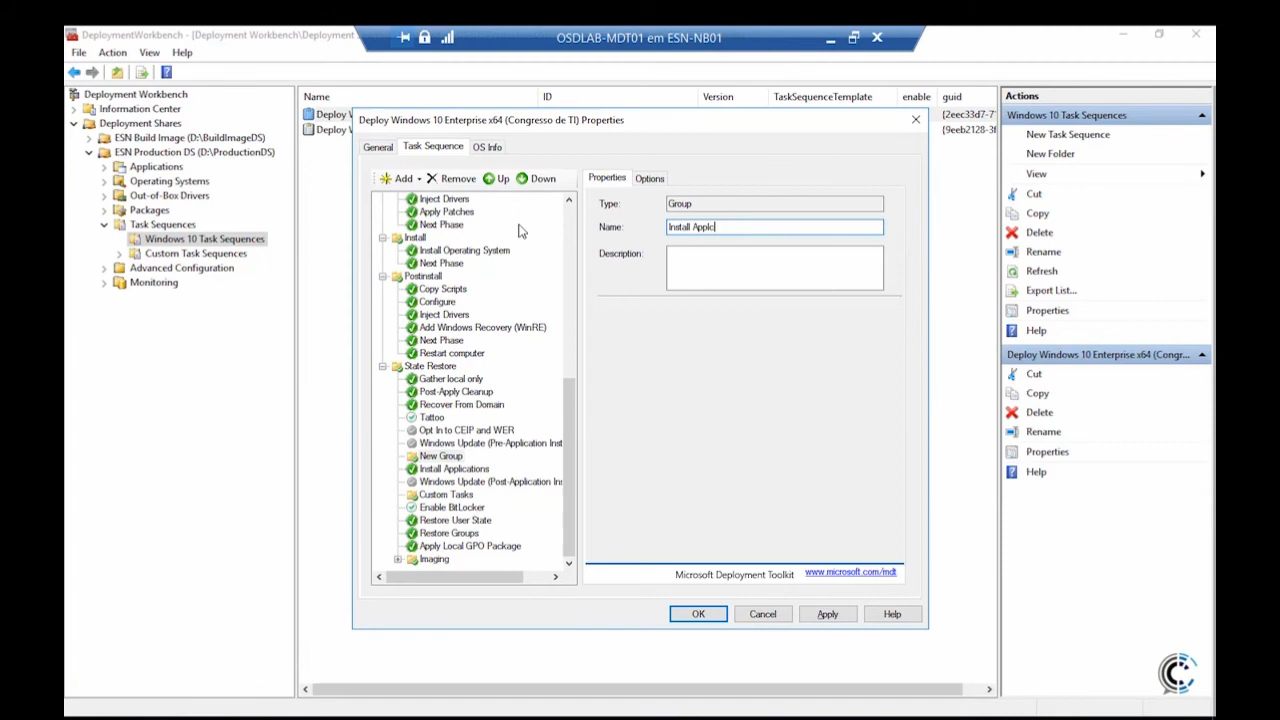 DeploymentWorkbench - [Deployment Workbench\Deployment
OSDLAB-MDT01 em ESN-NB01
File Action View Help
Deployment Workbench
Information Center
Deployment Shares
ESN Build Image (D:\BuildImageDS)
ESN Production DS (D:\ProductionDS)
Applications
Operating Systems
Out-of-Box Drivers
Packages
Task Sequences
Windows 10 Task Sequences
Custom Task Sequences
Advanced Configuration
Monitoring
Name ID Version TaskSequenceTemplate enable guid
Deploy W {2eec33d7-7
Deploy W {9eeb2128-3f
Deploy Windows 10 Enterprise x64 (Congresso de TI) Properties
General Task Sequence OS Info
Add Remove Up Down
Inject Drivers
Apply Patches
Next Phase
Install
Install Operating System
Next Phase
Postinstall
Copy Scripts
Configure
Inject Drivers
Add Windows Recovery (WinRE)
Next Phase
Restart computer
State Restore
Gather local only
Post-Apply Cleanup
Recover From Domain
Tattoo
Opt In to CEIP and WER
Windows Update (Pre-Application Inst
New Group
Install Applications
Windows Update (Post-Application Ins
Custom Tasks
Enable BitLocker
Restore User State
Restore Groups
Apply Local GPO Package
Imaging
Properties Options
Type: Group
Name: Install Applc
Description:
Microsoft Deployment Toolkit www.microsoft.com/mdt
OK Cancel Apply Help
Actions
Windows 10 Task Sequences
New Task Sequence
New Folder
View
Cut
Copy
Delete
Rename
Refresh
Export List...
Properties
Help
Deploy Windows 10 Enterprise x64 (Congr...
Cut
Copy
Delete
Rename
Properties
Help